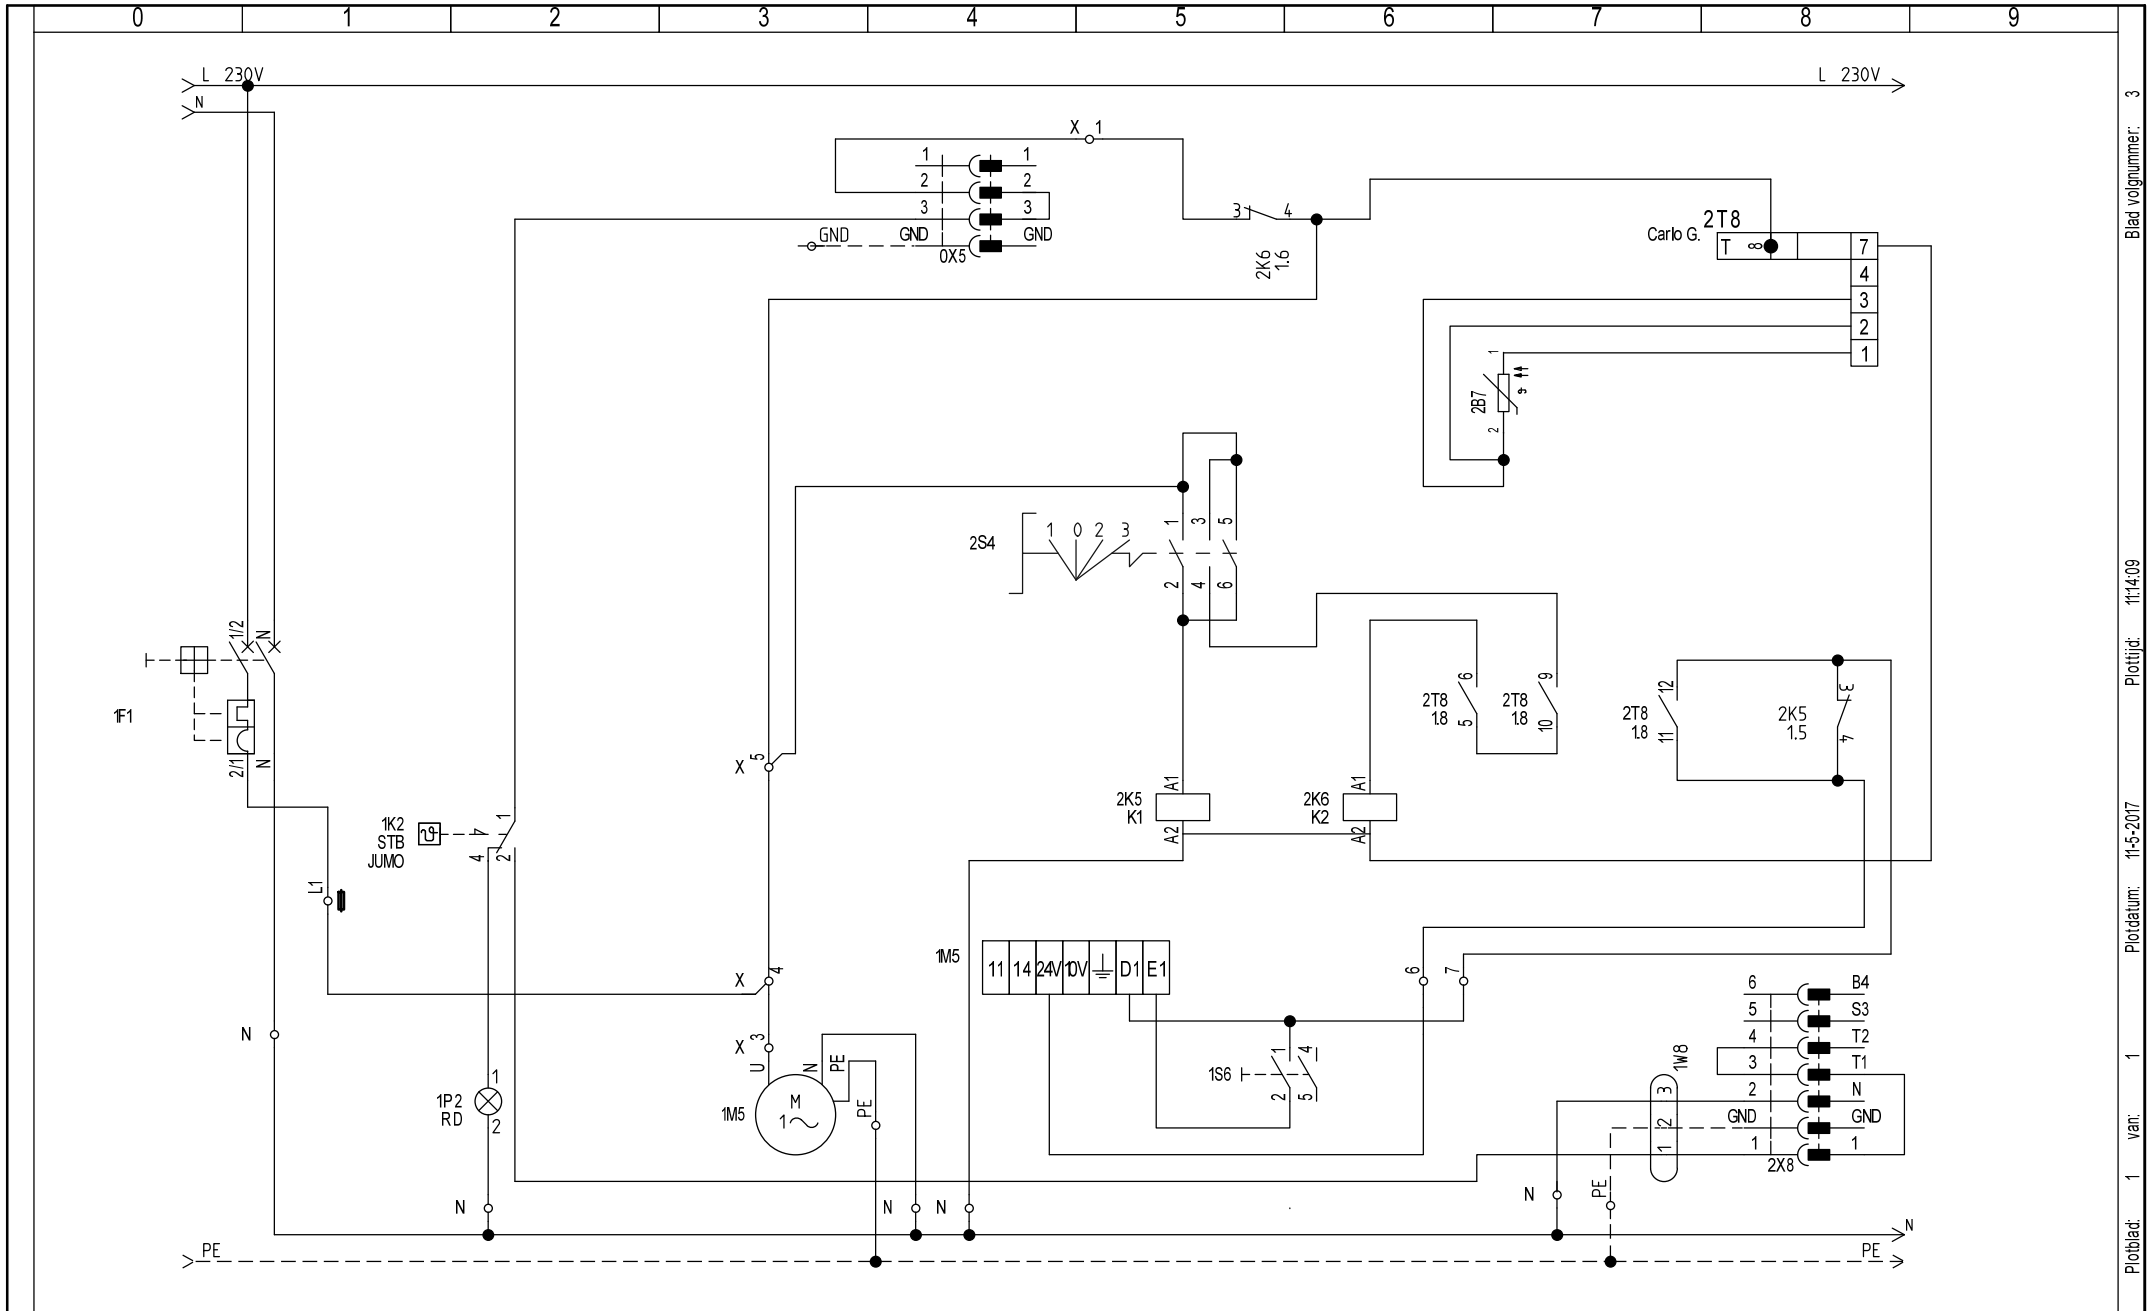 0 1 2 3 4 5 6 7 8 9
L 230V
L 230V
N
X 1
1 1
2 2
3 3
GND GND GND
0X5
3 4
2K6
1.6
2T8
Carlo G.
T ∞ 7
4
3
2
1
1
2B7
ϑ
2
2S4
1 0 2 3
1 3 5
2 4 6
1/2 N
1F1
2/1 N
X 5
6 9
2T8
1.8
5
2T8
1.8
10
12
2T8
1.8
11
3
2K5
1.5
4
A1
2K5
K1
A2
A1
2K6
K2
A2
1K2
STB
JUMO
ϑ
1
4 2
L1
1M5
11 14 24V 10V D1 E1
X 4
6 7
N
X 3
U N PE
1M5
M
1
PE
1P2
RD
1
2
1S6
1 4
2 5
1W8
3
2
1
6 B4
5 S3
4 T2
3 T1
2 N
GND GND
1 1
2X8
N
N
N
N
PE
N
PE
PE
Blad volgnummer: 3
Plottijd: 11:14:09
Plotdatum: 11-5-2017
Plotblad: 1 van: 1